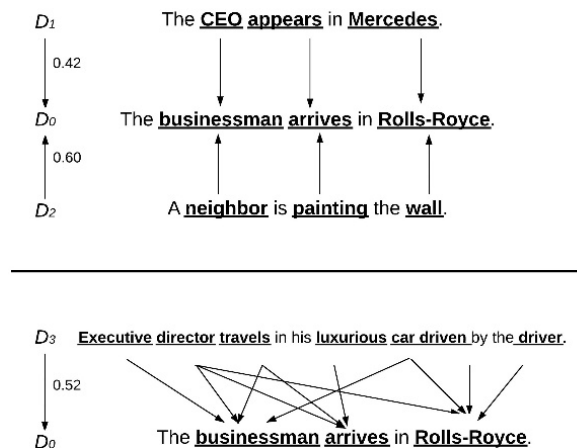 D1 The CEO appears in Mercedes.
0.42
D0 The businessman arrives in Rolls-Royce.
0.60
D2 A neighbor is painting the wall.
D3 Executive director travels in his luxurious car driven by the driver.
0.52
D0 The businessman arrives in Rolls-Royce.